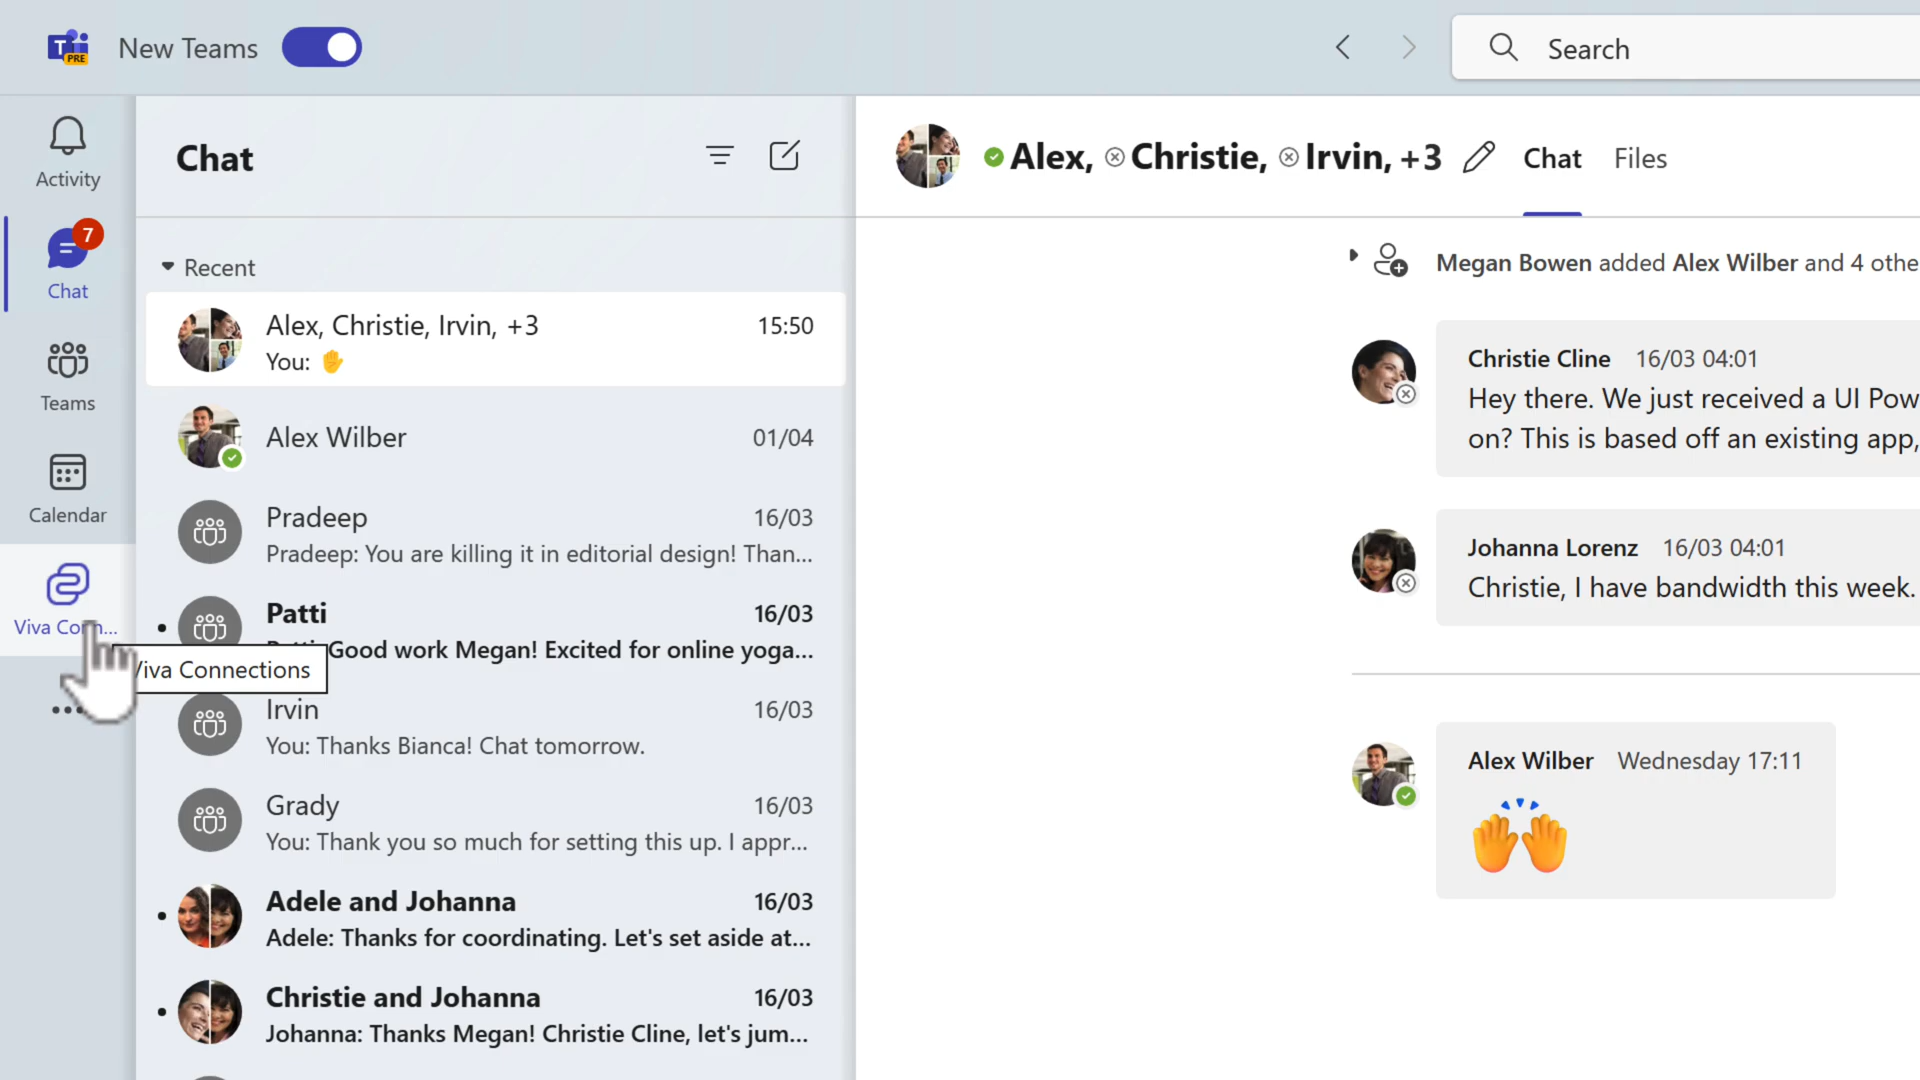 T
PRE
New Teams
Search
Activity
7
Chat
Teams
Calendar
Viva Con...
Viva Connections
Chat
Recent
Alex, Christie, Irvin, +3
15:50
You: ✋
Alex Wilber
01/04
Pradeep
16/03
Pradeep: You are killing it in editorial design! Than...
Patti
16/03
Good work Megan! Excited for online yoga...
Irvin
16/03
You: Thanks Bianca! Chat tomorrow.
Grady
16/03
You: Thank you so much for setting this up. I appr...
Adele and Johanna
16/03
Adele: Thanks for coordinating. Let's set aside at...
Christie and Johanna
16/03
Johanna: Thanks Megan! Christie Cline, let's jum...
Alex, Christie, Irvin, +3
Chat
Files
Megan Bowen added Alex Wilber and 4 othe
Christie Cline 16/03 04:01
Hey there. We just received a UI Pow
on? This is based off an existing app,
Johanna Lorenz 16/03 04:01
Christie, I have bandwidth this week.
Alex Wilber Wednesday 17:11